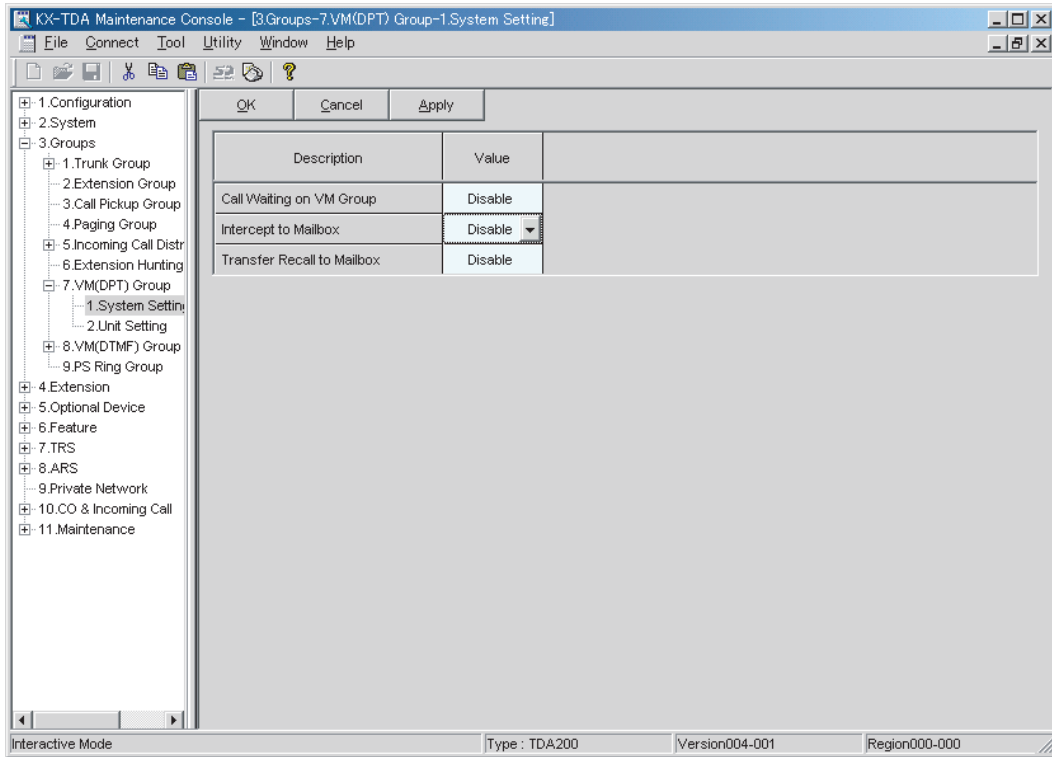 KX-TDA Maintenance Console - [3.Groups-7.VM(DPT) Group-1.System Setting]
File Connect Tool Utility Window Help
1.Configuration
2.System
3.Groups
1.Trunk Group
2.Extension Group
3.Call Pickup Group
4.Paging Group
5.Incoming Call Distr
6.Extension Hunting
7.VM(DPT) Group
1.System Setting
2.Unit Setting
8.VM(DTMF) Group
9.PS Ring Group
4.Extension
5.Optional Device
6.Feature
7.TRS
8.ARS
9.Private Network
10.CO & Incoming Call
11.Maintenance
OK Cancel Apply
Description Value
Call Waiting on VM Group Disable
Intercept to Mailbox Disable
Transfer Recall to Mailbox Disable
Interactive Mode Type : TDA200 Version004-001 Region000-000